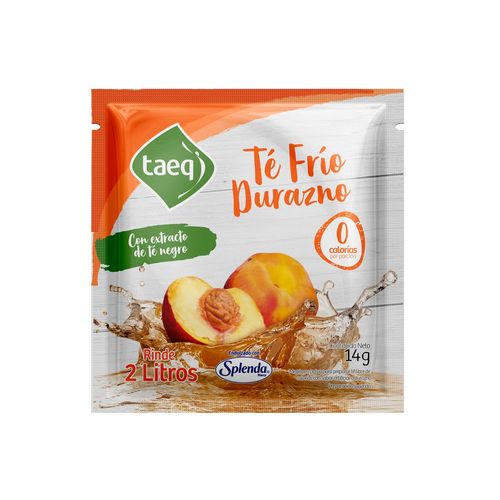 taeq
Té Frío
Durazno
Con extracto
de té negro
0
calorías
por porción
Rinde
2 Litros
Endulzado con
Splenda
Marca
Contenido Neto
14g